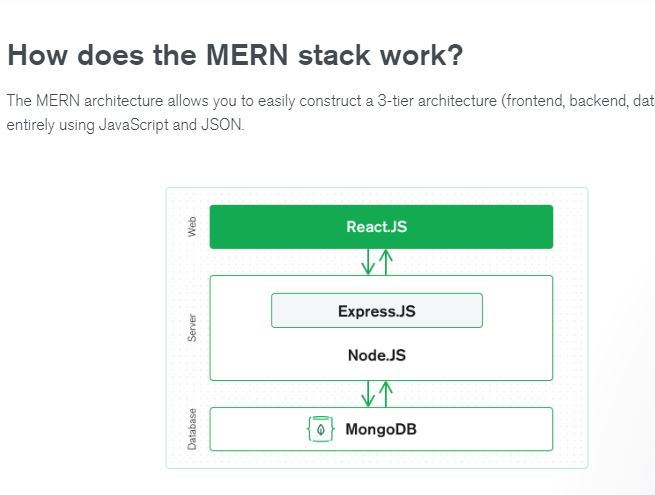 How does the MERN stack work?
The MERN architecture allows you to easily construct a 3-tier architecture (frontend, backend, dat
entirely using JavaScript and JSON.
Web
React.JS
Server
Express.JS
Node.JS
Database
MongoDB